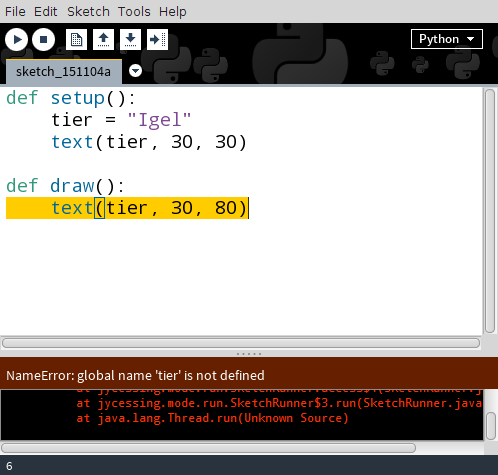 File Edit Sketch Tools Help
Python
sketch_151104a
def setup():
    tier = "Igel"
    text(tier, 30, 30)
def draw():
    text(tier, 30, 80)
NameError: global name 'tier' is not defined
at jycessing.mode.run.SketchRunner$3.run(SketchRunner.java
at java.lang.Thread.run(Unknown Source)
6